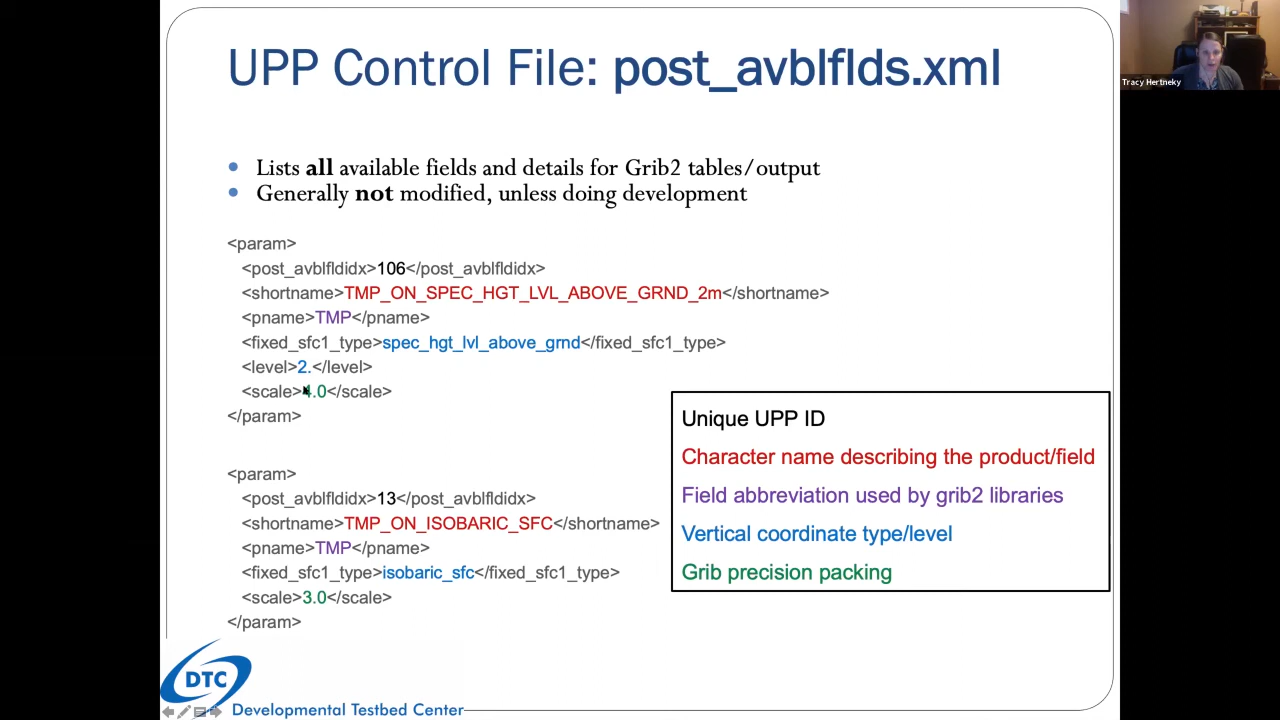 UPP Control File: post_avblflds.xml
Tracy Hertneky
• Lists all available fields and details for Grib2 tables/output
• Generally not modified, unless doing development
<param>
<post_avblfldidx>106</post_avblfldidx>
<shortname>TMP_ON_SPEC_HGT_LVL_ABOVE_GRND_2m</shortname>
<pname>TMP</pname>
<fixed_sfc1_type>spec_hgt_lvl_above_grnd</fixed_sfc1_type>
<level>2.</level>
<scale>4.0</scale>
</param>
<param>
<post_avblfldidx>13</post_avblfldidx>
<shortname>TMP_ON_ISOBARIC_SFC</shortname>
<pname>TMP</pname>
<fixed_sfc1_type>isobaric_sfc</fixed_sfc1_type>
<scale>3.0</scale>
</param>
Unique UPP ID
Character name describing the product/field
Field abbreviation used by grib2 libraries
Vertical coordinate type/level
Grib precision packing
DTC
Developmental Testbed Center